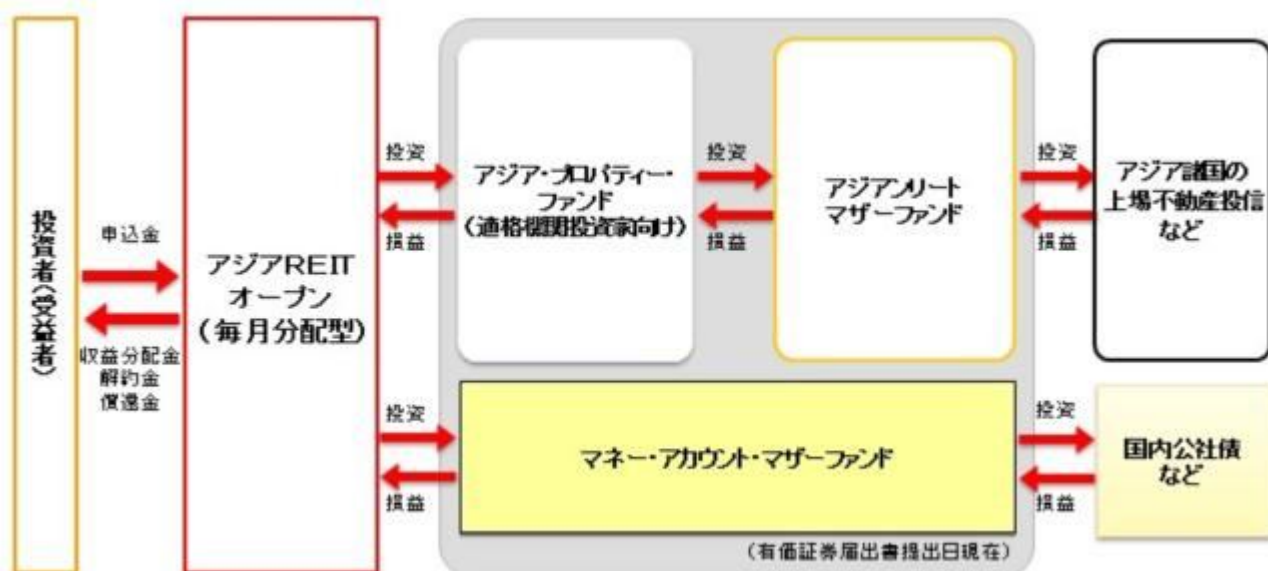 投資者(受益者)
申込金
収益分配金
解約金
償還金
アジアREIT
オープン
(毎月分配型)
投資
損益
アジア・プロパティー・
ファンド
(適格機関投資家向け)
投資
損益
アジアンリート
マザーファンド
投資
損益
アジア諸国の
上場不動産投信
など
投資
損益
マネー・アカウント・マザーファンド
投資
損益
国内公社債
など
(有価証券届出書提出日現在)